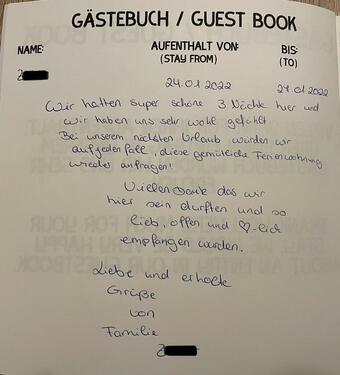 GÄSTEBUCH / GUEST BOOK
NAME:
AUFENTHALT VON:
(STAY FROM)
BIS:
(TO)
24.01.2022
27.01.2022
Wir hatten super schöne 3 Nächte hier und
wir haben uns sehr wohl gefühlt
Bei unserem nächsten Urlaub würden wir
auf jeden Fall, diese gemütliche Ferienwohnung
wieder anfragen!
Vielen Dank das wir
hier sein durften und so
lieb, offen und ♡-lich
empfangen wurden.
Liebe und erholte
Grüße
von
Familie